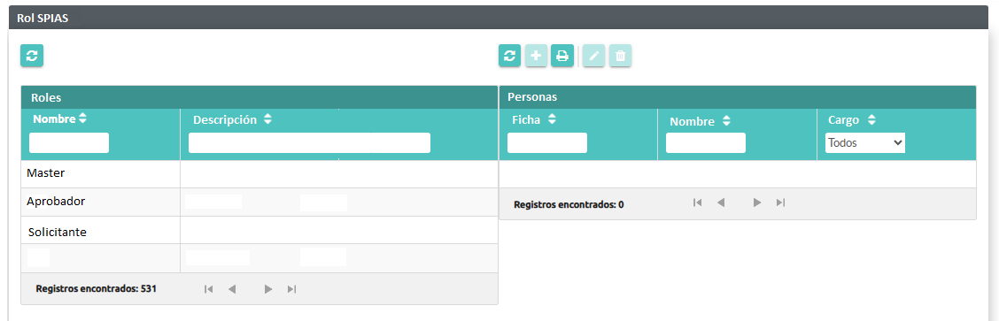 Rol SPIAS
Roles
Nombre
Descripción
Master
Aprobador
Solicitante
Registros encontrados: 531
Personas
Ficha
Nombre
Cargo
Todos
Registros encontrados: 0